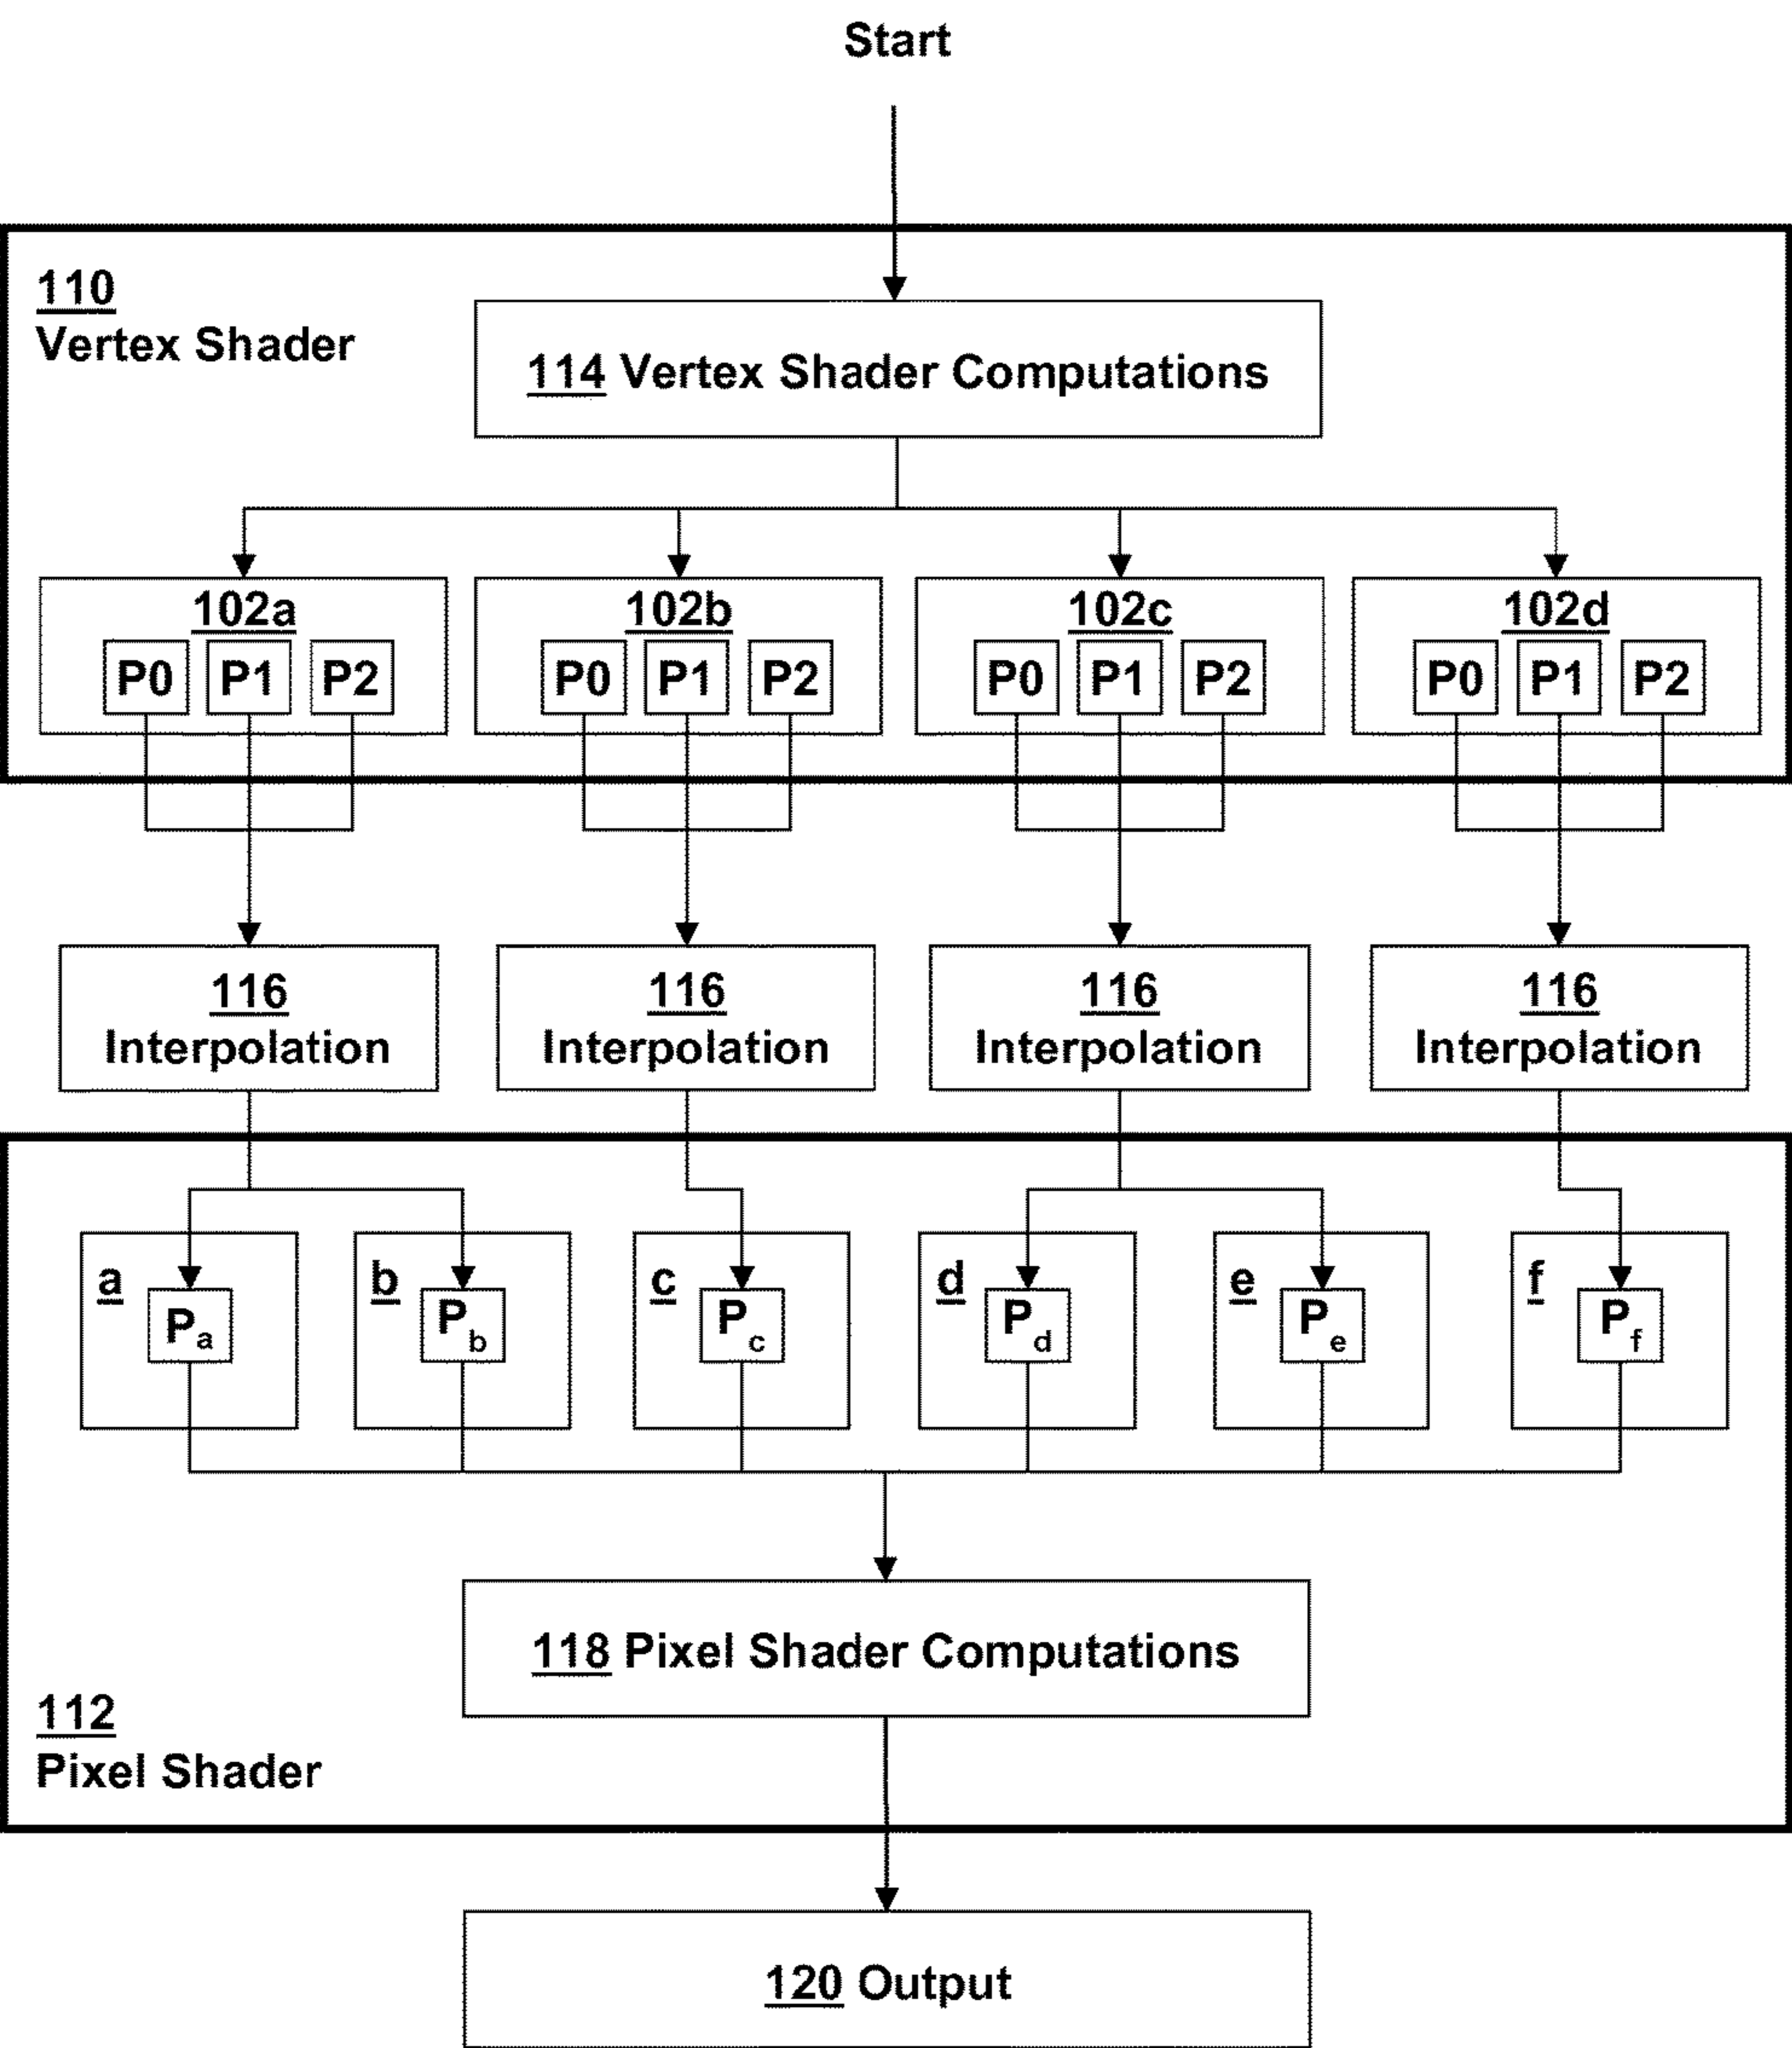 Start
110
Vertex Shader
114 Vertex Shader Computations
102a
102b
102c
102d
P0 P1 P2
P0 P1 P2
P0 P1 P2
P0 P1 P2
116
Interpolation
116
Interpolation
116
Interpolation
116
Interpolation
a
Pa
b
Pb
c
Pc
d
Pd
e
Pe
f
Pf
118 Pixel Shader Computations
112
Pixel Shader
120 Output